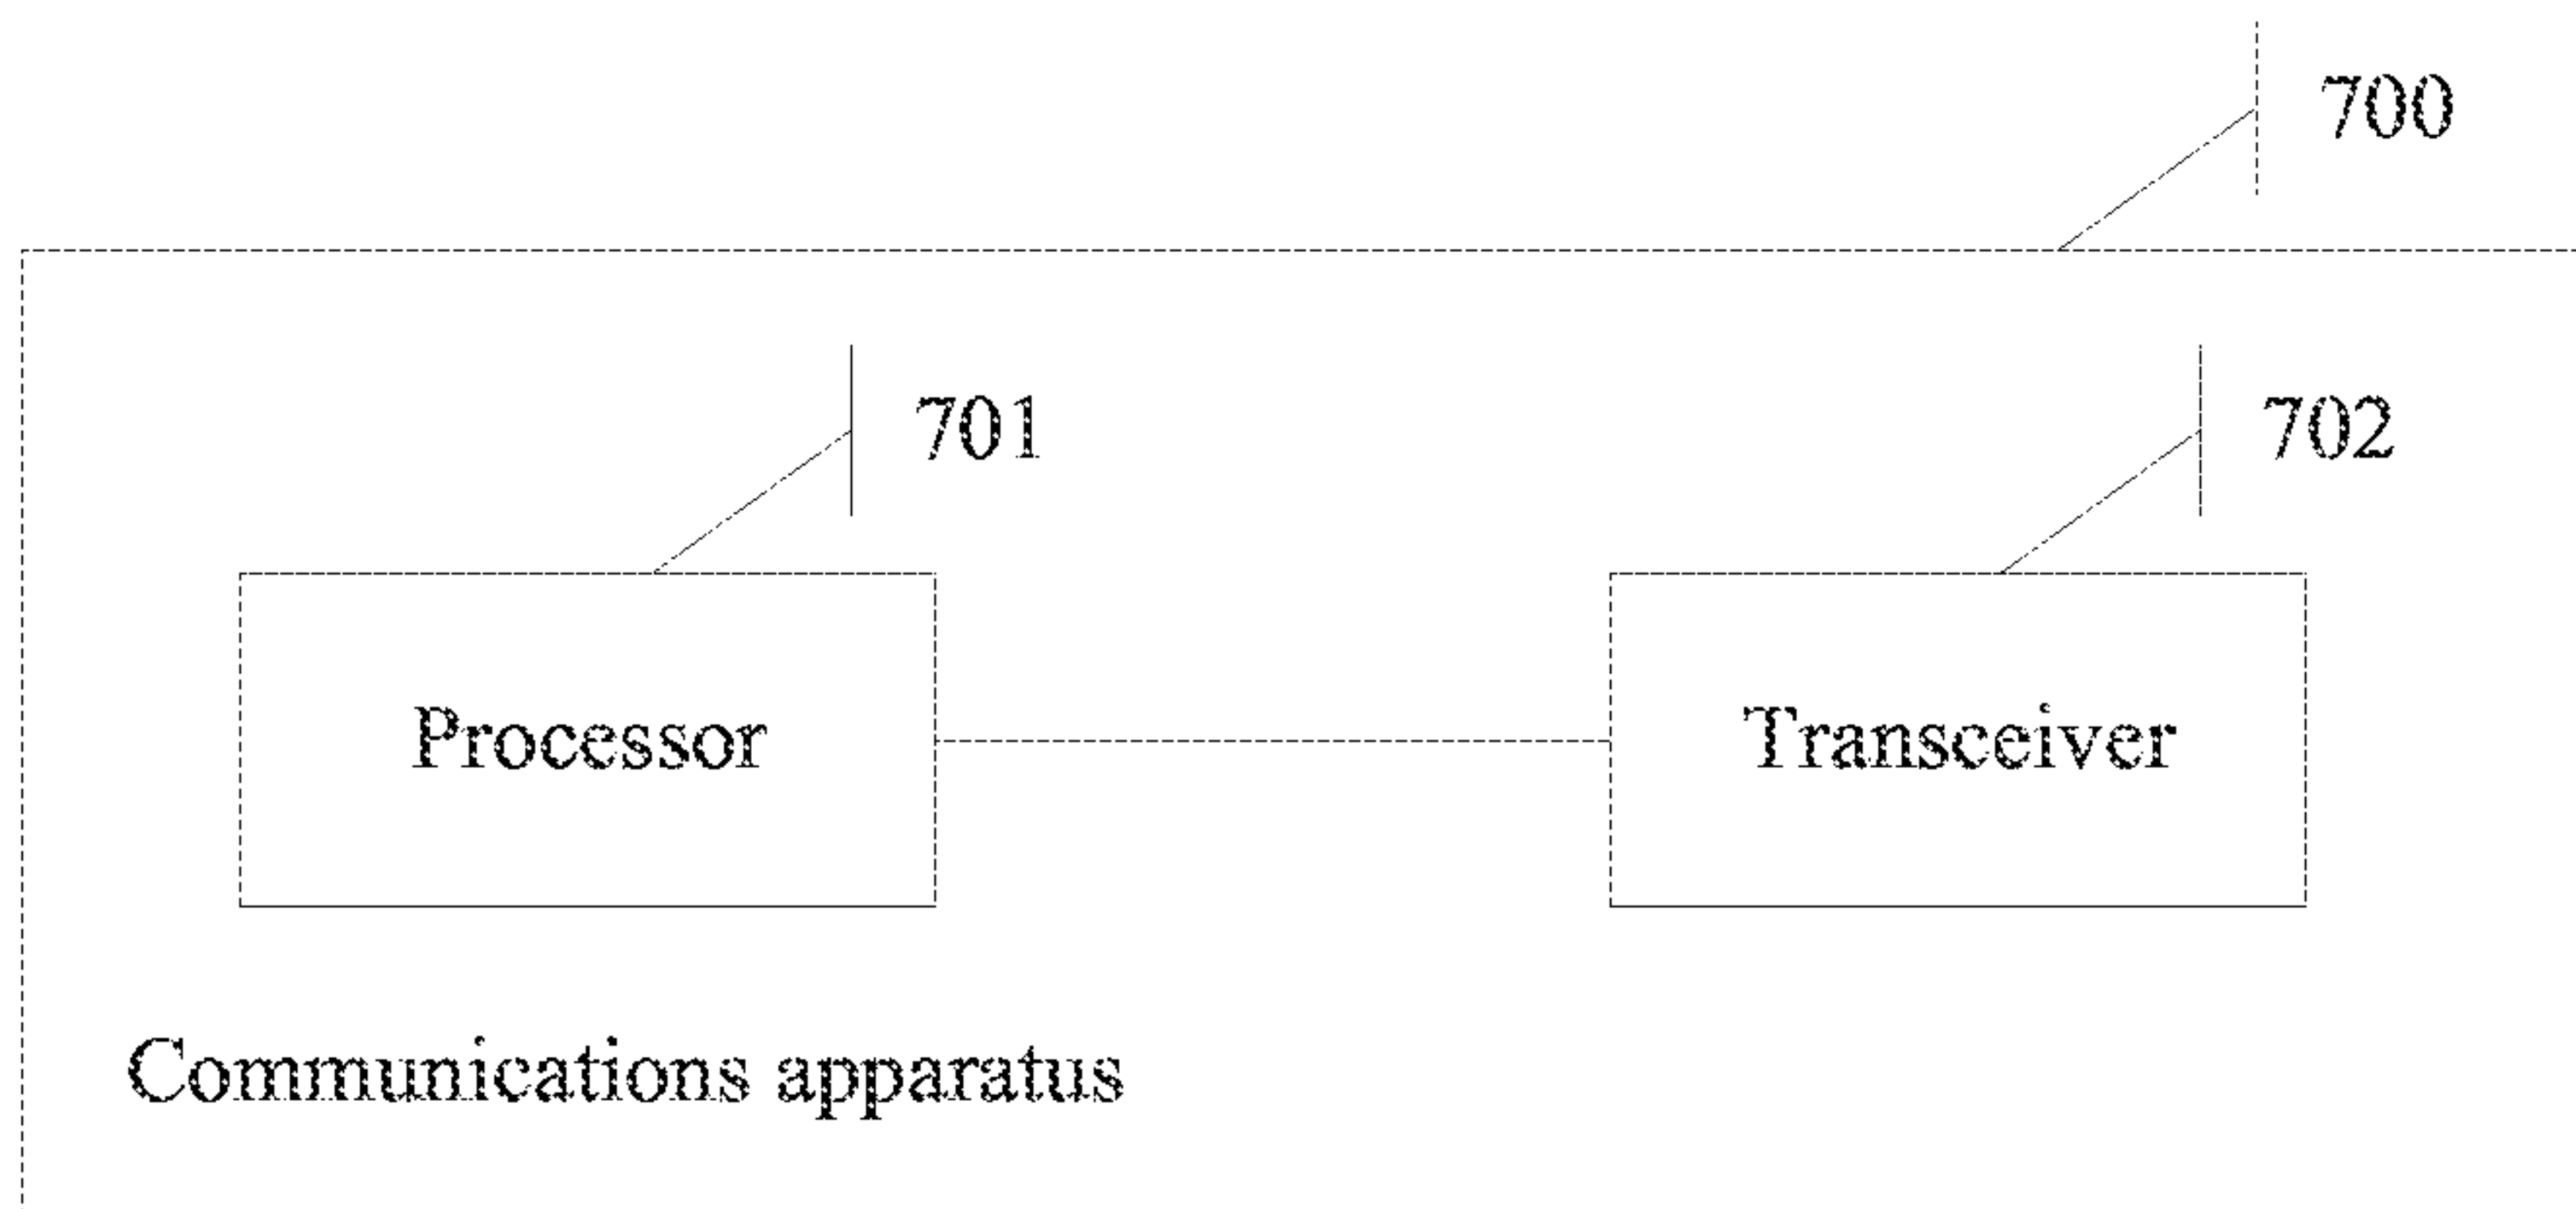 700
701
702
Processor
Transceiver
Communications apparatus